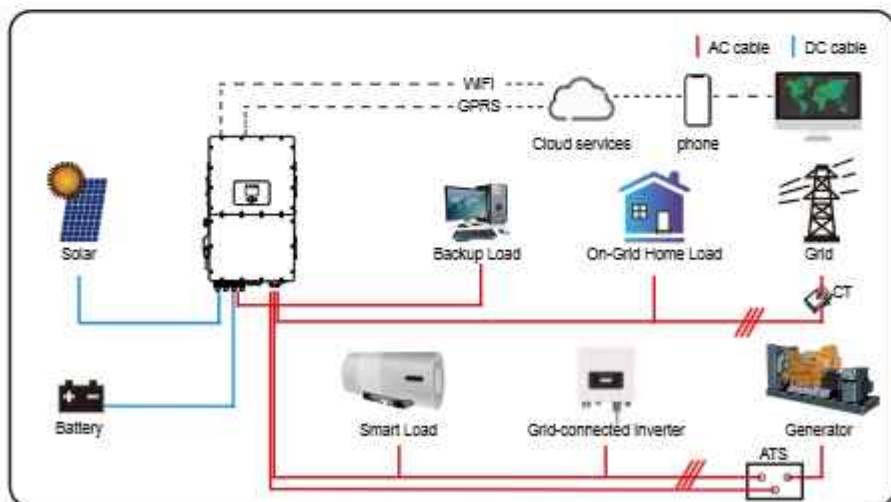 AC cable
DC cable
WIFI
GPRS
Cloud services
phone
Solar
Backup Load
On-Grid Home Load
Grid
CT
Battery
Smart Load
Grid-connected Inverter
Generator
ATS